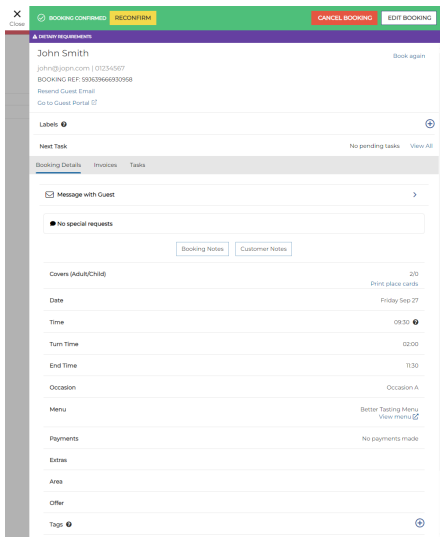 Close
BOOKING CONFIRMED RECONFIRM CANCEL BOOKING EDIT BOOKING
DIETARY REQUIREMENTS
John Smith Book again
john@jopn.com | 01234567
BOOKING REF: S9J639666930958
Resend Guest Email
Go to Guest Portal
Labels
Next Task No pending tasks View All
Booking Details Invoices Tasks
Message with Guest
No special requests
Booking Notes Customer Notes
Covers (Adult/Child) 2/0
Print place cards
Date Friday Sep 27
Time 09:30
Turn Time 02:00
End Time 11:30
Occasion Occasion A
Menu Better Tasting Menu
View menu
Payments No payments made
Extras
Area
Offer
Tags